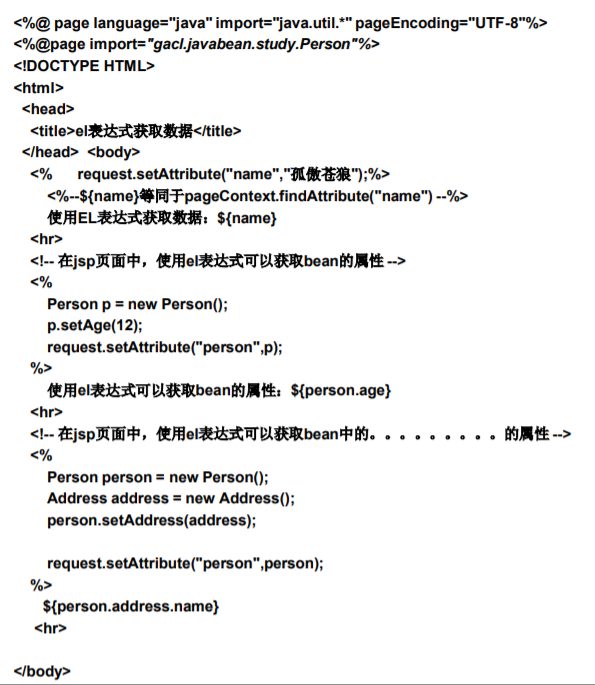 <%@ page language="java" import="java.util.*" pageEncoding="UTF-8"%>
<%@page import="gacl.javabean.study.Person"%>
<!DOCTYPE HTML>
<html>
<head>
<title>el表达式获取数据</title>
</head> <body>
<% request.setAttribute("name","孤傲苍狼");%>
<%--${name}等同于pageContext.findAttribute("name") --%>
使用EL表达式获取数据：${name}
<hr>
<!-- 在jsp页面中，使用el表达式可以获取bean的属性 -->
<%
Person p = new Person();
p.setAge(12);
request.setAttribute("person",p);
%>
使用el表达式可以获取bean的属性：${person.age}
<hr>
<!-- 在jsp页面中，使用el表达式可以获取bean中的。。。。。。。。。的属性 -->
<%
Person person = new Person();
Address address = new Address();
person.setAddress(address);
request.setAttribute("person",person);
%>
${person.address.name}
<hr>
</body>